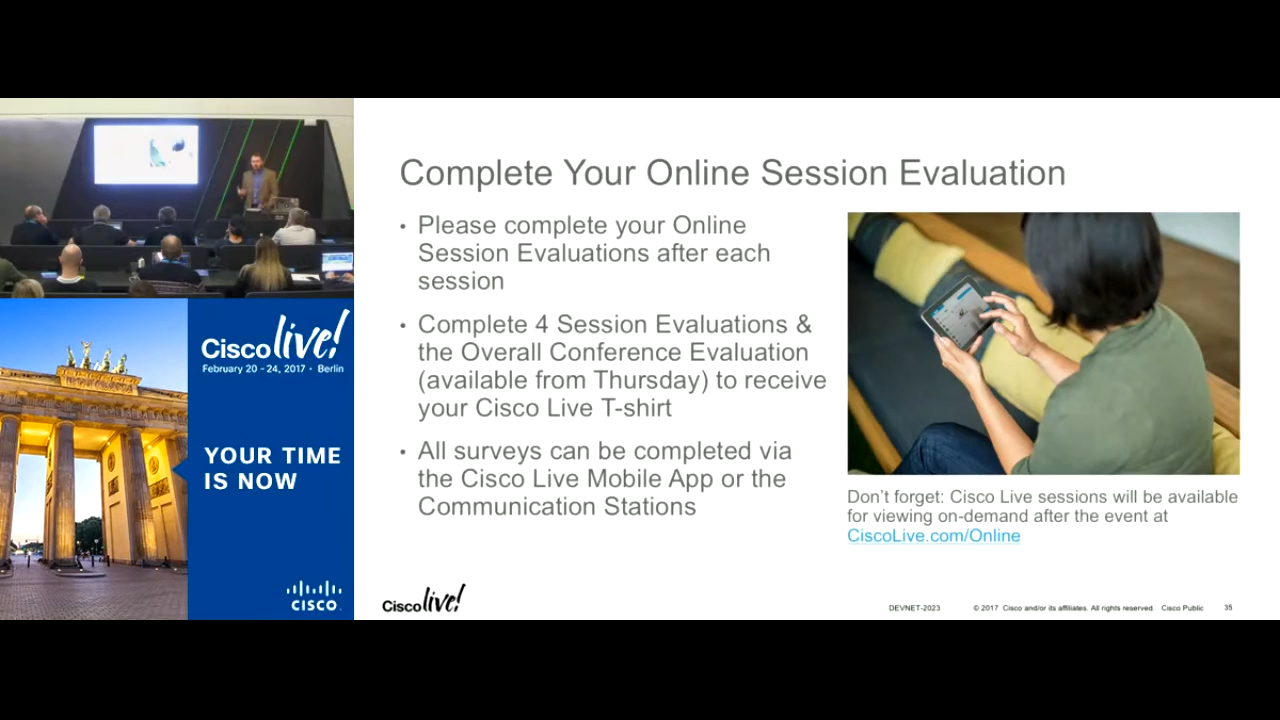 Complete Your Online Session Evaluation
• Please complete your Online
Session Evaluations after each
session
• Complete 4 Session Evaluations &
the Overall Conference Evaluation
(available from Thursday) to receive
your Cisco Live T-shirt
• All surveys can be completed via
the Cisco Live Mobile App or the
Communication Stations
Don't forget: Cisco Live sessions will be available
for viewing on-demand after the event at
CiscoLive.com/Online
Cisco live!
February 20 - 24, 2017 • Berlin
YOUR TIME
IS NOW
CISCO
Cisco live!
DEVNET-2023 © 2017 Cisco and/or its affiliates. All rights reserved. Cisco Public 35